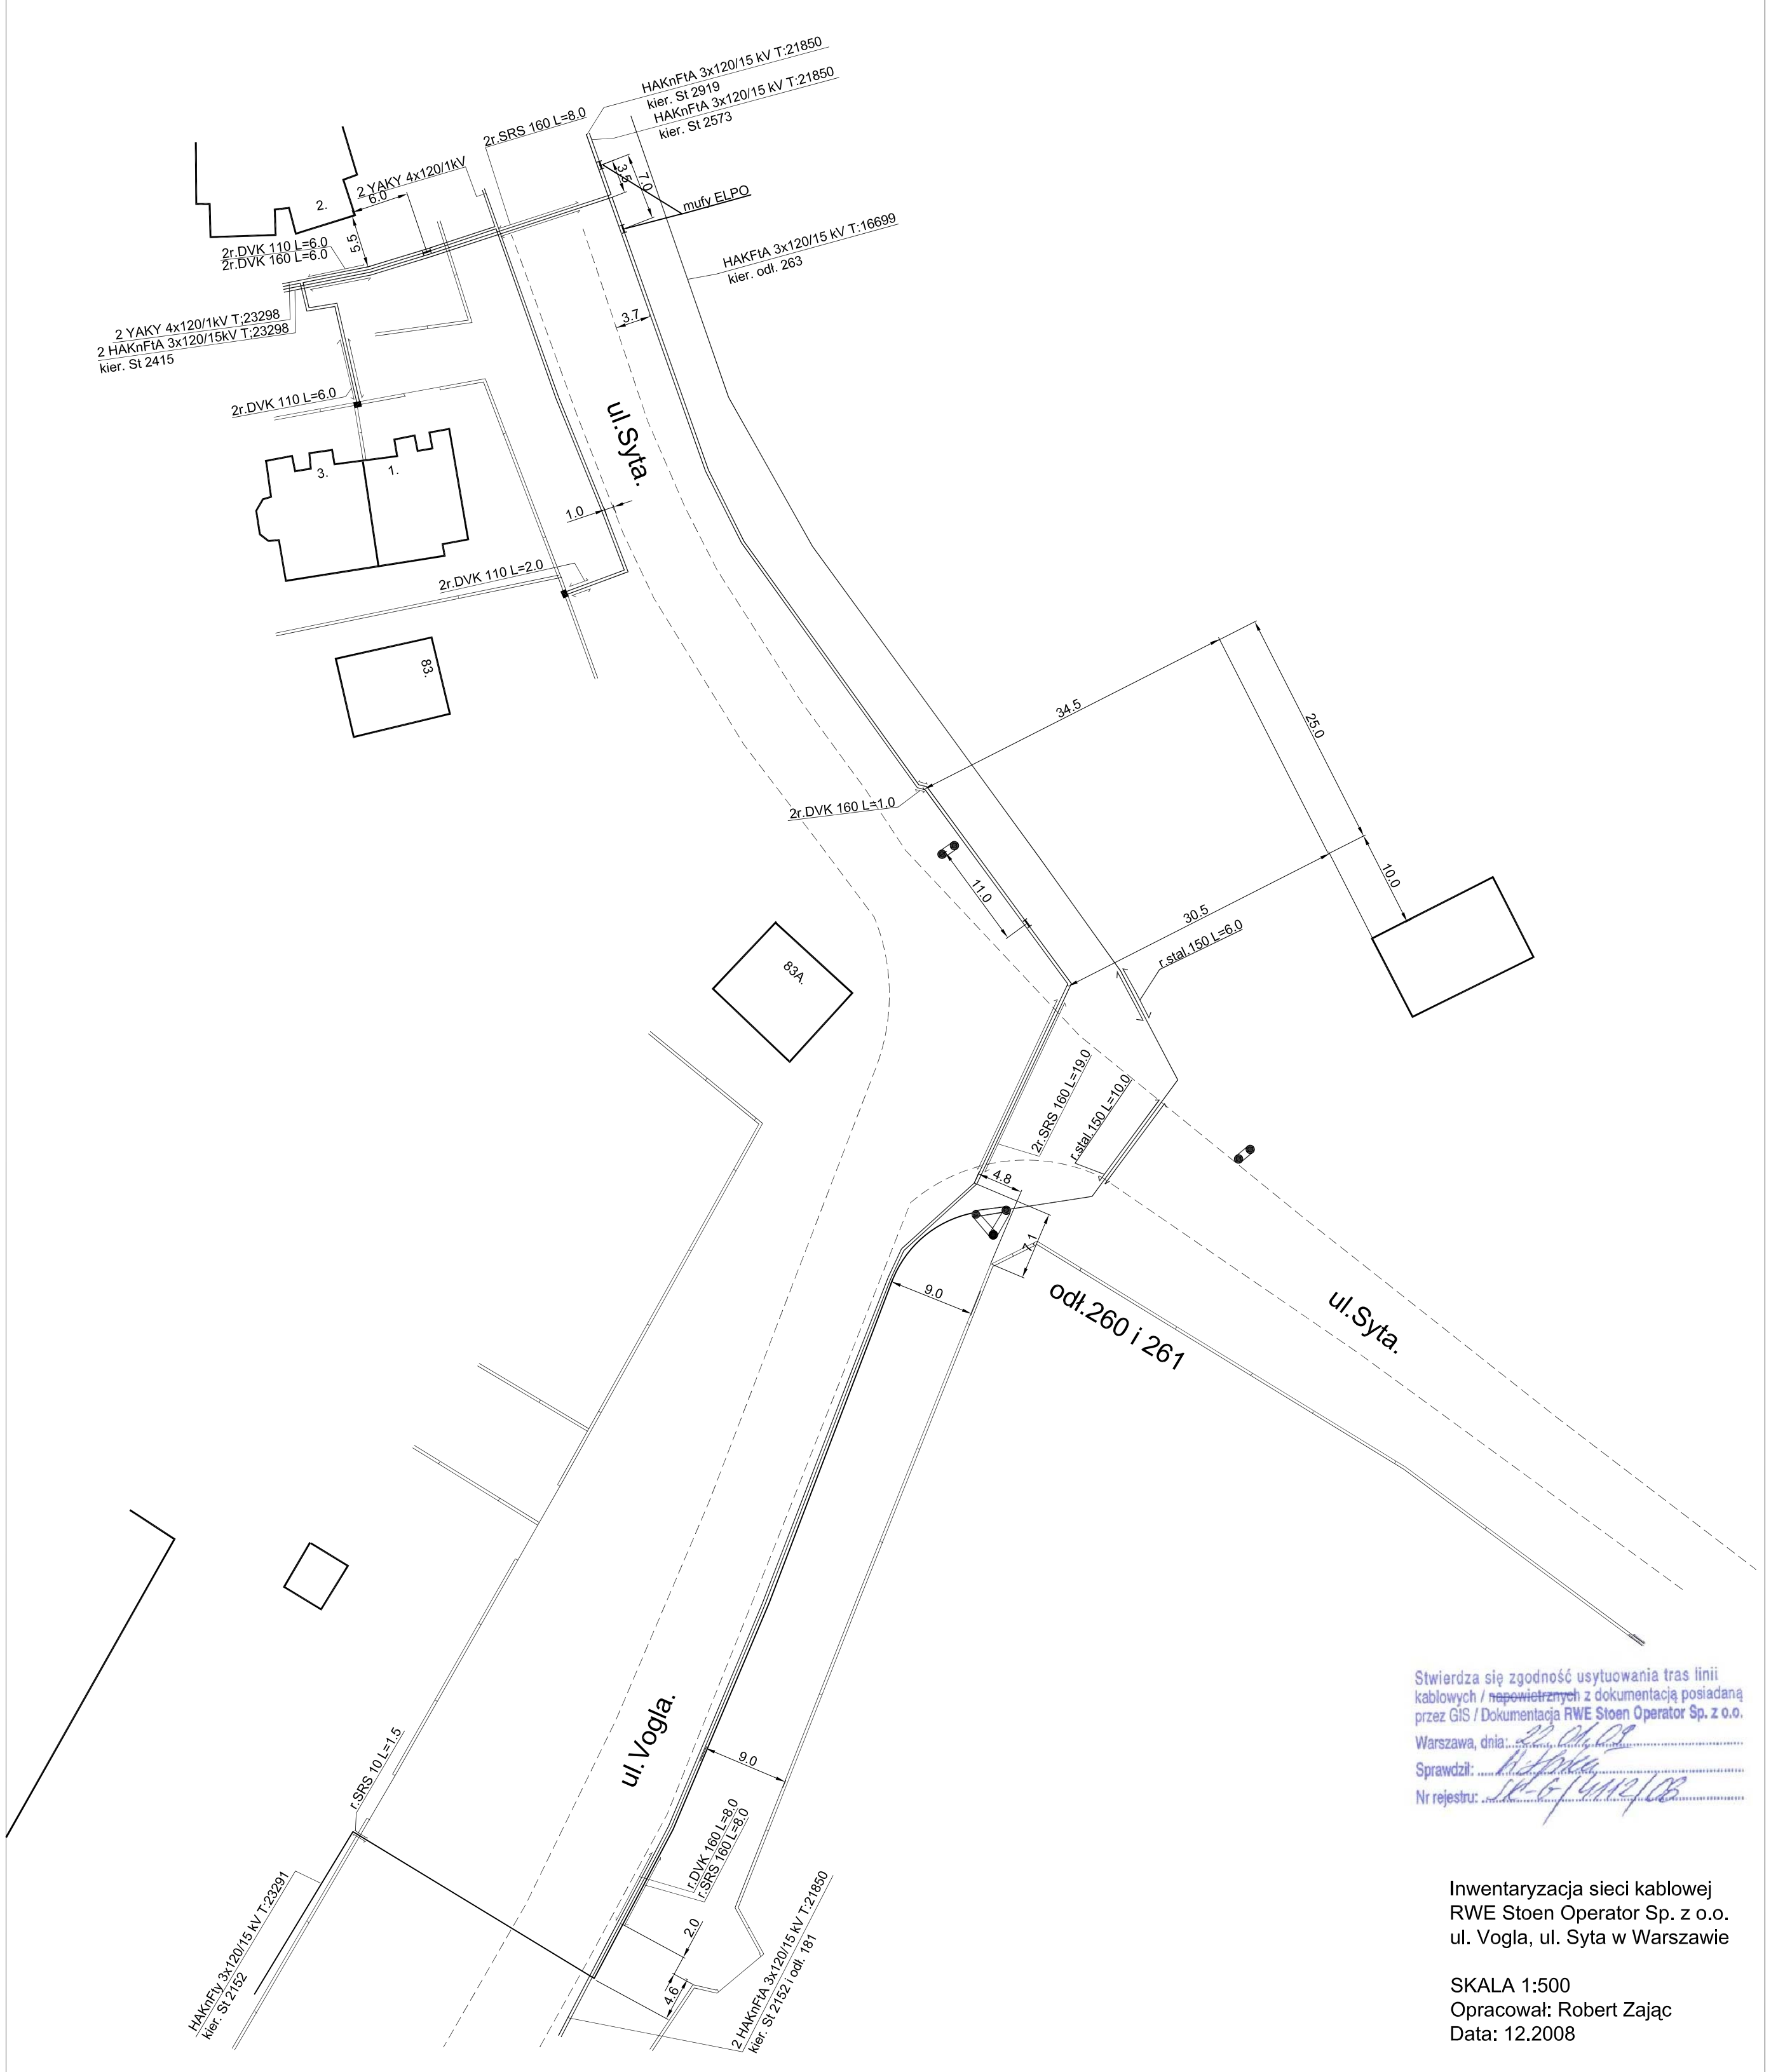 HAKnFtA 3x120/15 kV T:21850
kier. St 2919
HAKnFtA 3x120/15 kV T:21850
kier. St 2573
2r.SRS 160 L=8.0
2 YAKY 4x120/1kV
6.0
3.5
7.0
mufy ELPO
2.
5.5
2r.DVK 110 L=6.0
2r.DVK 160 L=6.0
HAKFtA 3x120/15 kV T:16699
kier. odł. 263
3.7
2 YAKY 4x120/1kV T;23298
2 HAKnFtA 3x120/15kV T;23298
kier. St 2415
2r.DVK 110 L=6.0
ul.Syta.
3.
1.
1.0
2r.DVK 110 L=2.0
83.
34.5
25.0
2r.DVK 160 L=1.0
11.0
10.0
30.5
r.stal.150 L=6.0
83A.
2r.SRS 160 L=19.0
r.stal.150 L=10.0
4.8
7.1
9.0
odł.260 i 261
ul.Syta.
ul.Vogla.
9.0
r.SRS 10 L=1.5
r.DVK 160 L=8.0
r.SRS 160 L=8.0
2.0
4.6
HAKnFty 3x120/15 kV T:23291
kier. St 2152
2 HAKnFtA 3x120/15 kV T:21850
kier. St 2152 i odł. 181
Stwierdza się zgodność usytuowania tras linii
kablowych / napowietrznych z dokumentacją posiadaną
przez GIS / Dokumentacja RWE Stoen Operator Sp. z o.o.
Warszawa, dnia: 22.01.09
Sprawdził:
Nr rejestru:
Inwentaryzacja sieci kablowej
RWE Stoen Operator Sp. z o.o.
ul. Vogla, ul. Syta w Warszawie
SKALA 1:500
Opracował: Robert Zając
Data: 12.2008